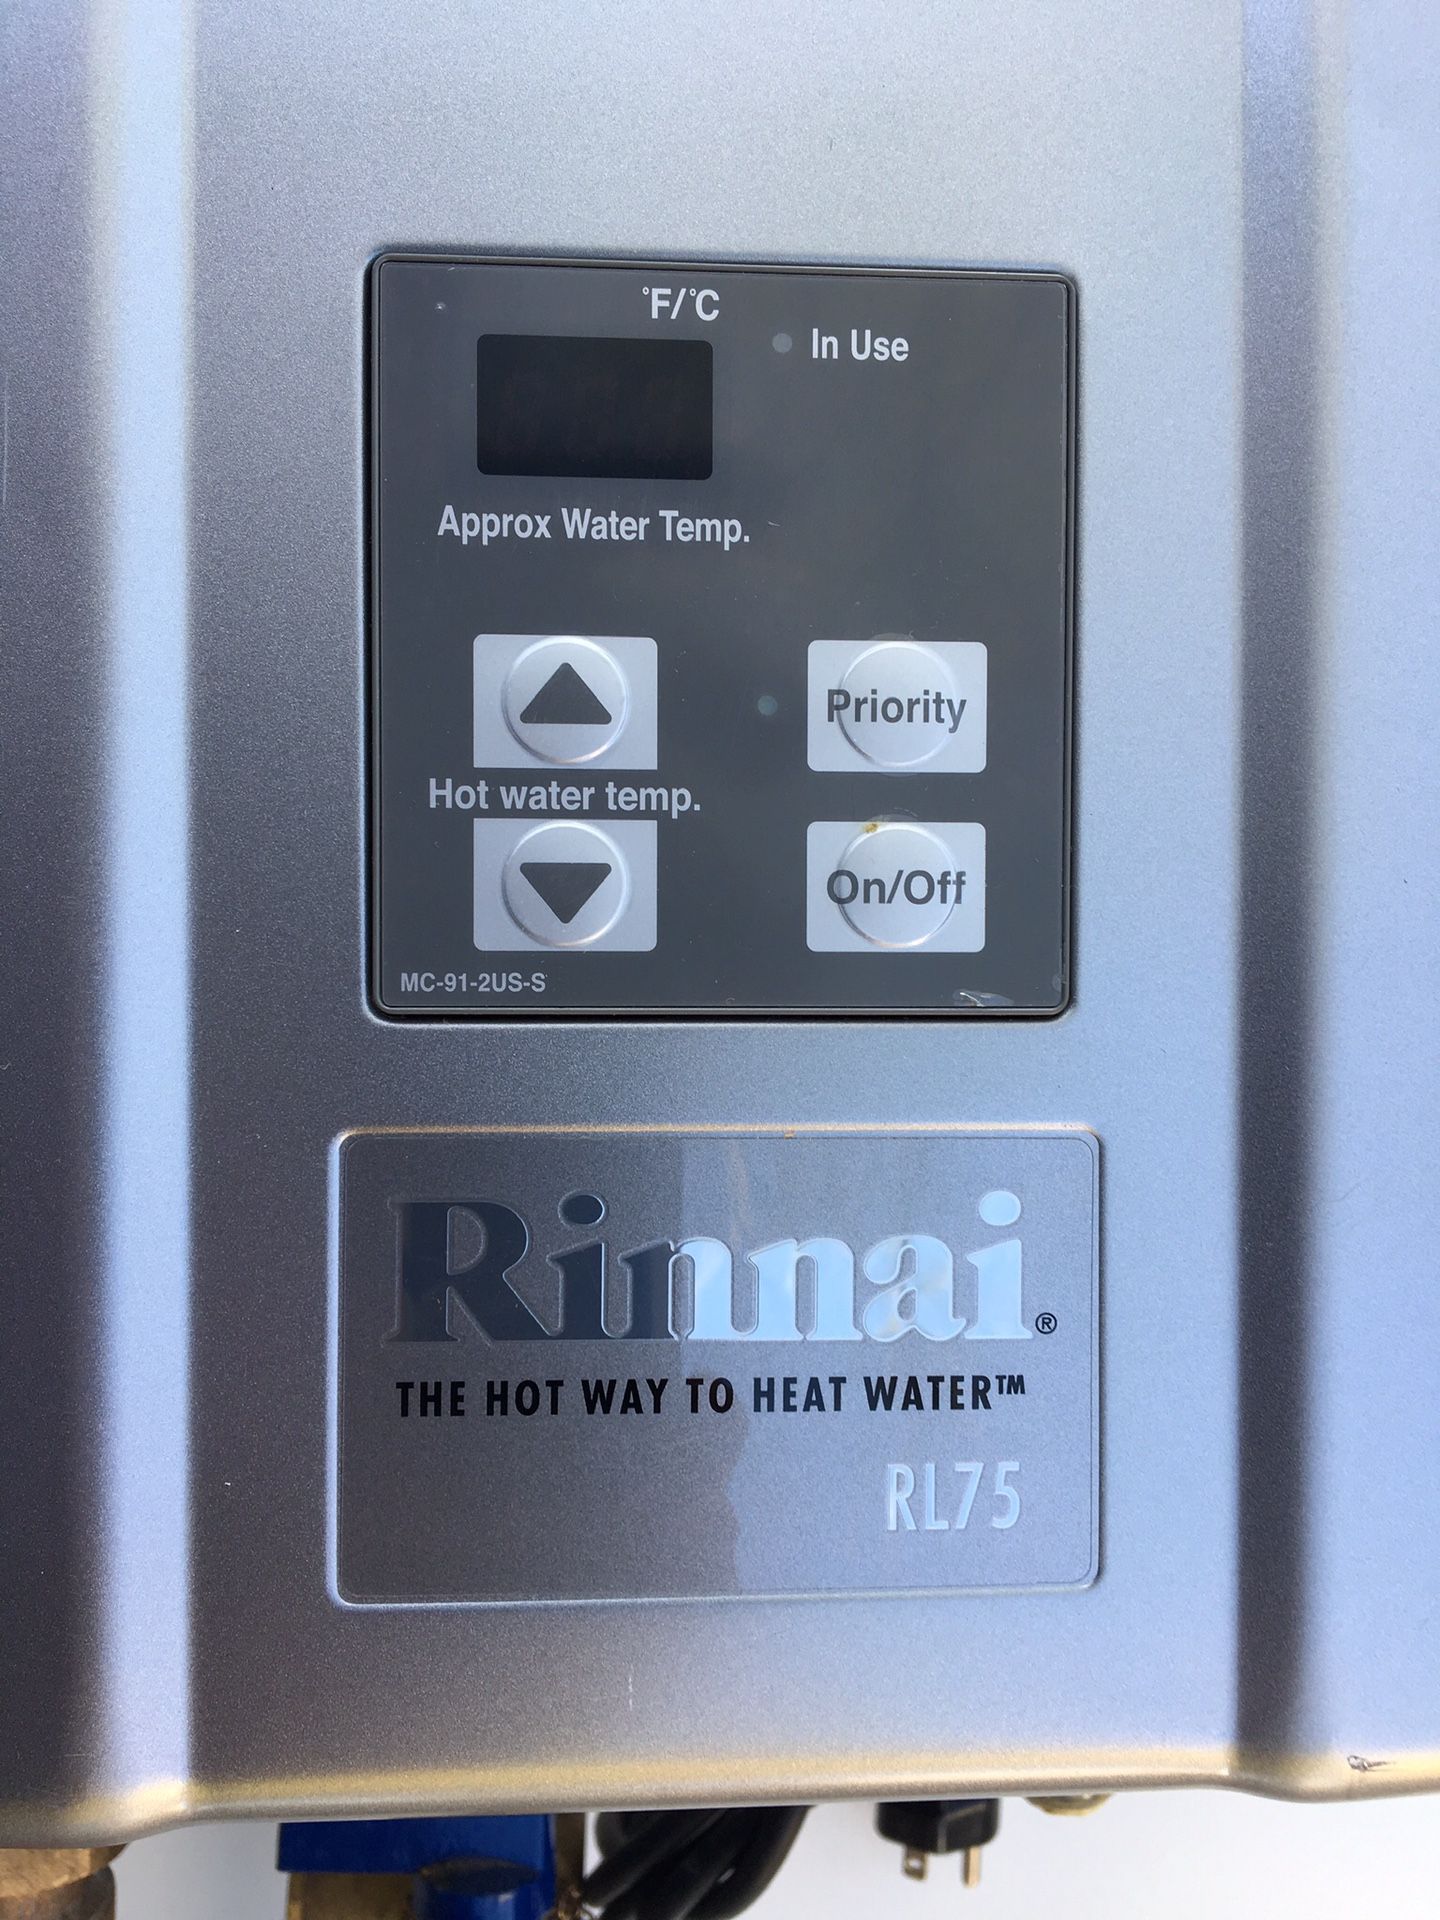 °F/°C
In Use
Approx Water Temp.
Priority
Hot water temp.
On/Off
MC-91-2US-S
Rinnai®
THE HOT WAY TO HEAT WATER™
RL75